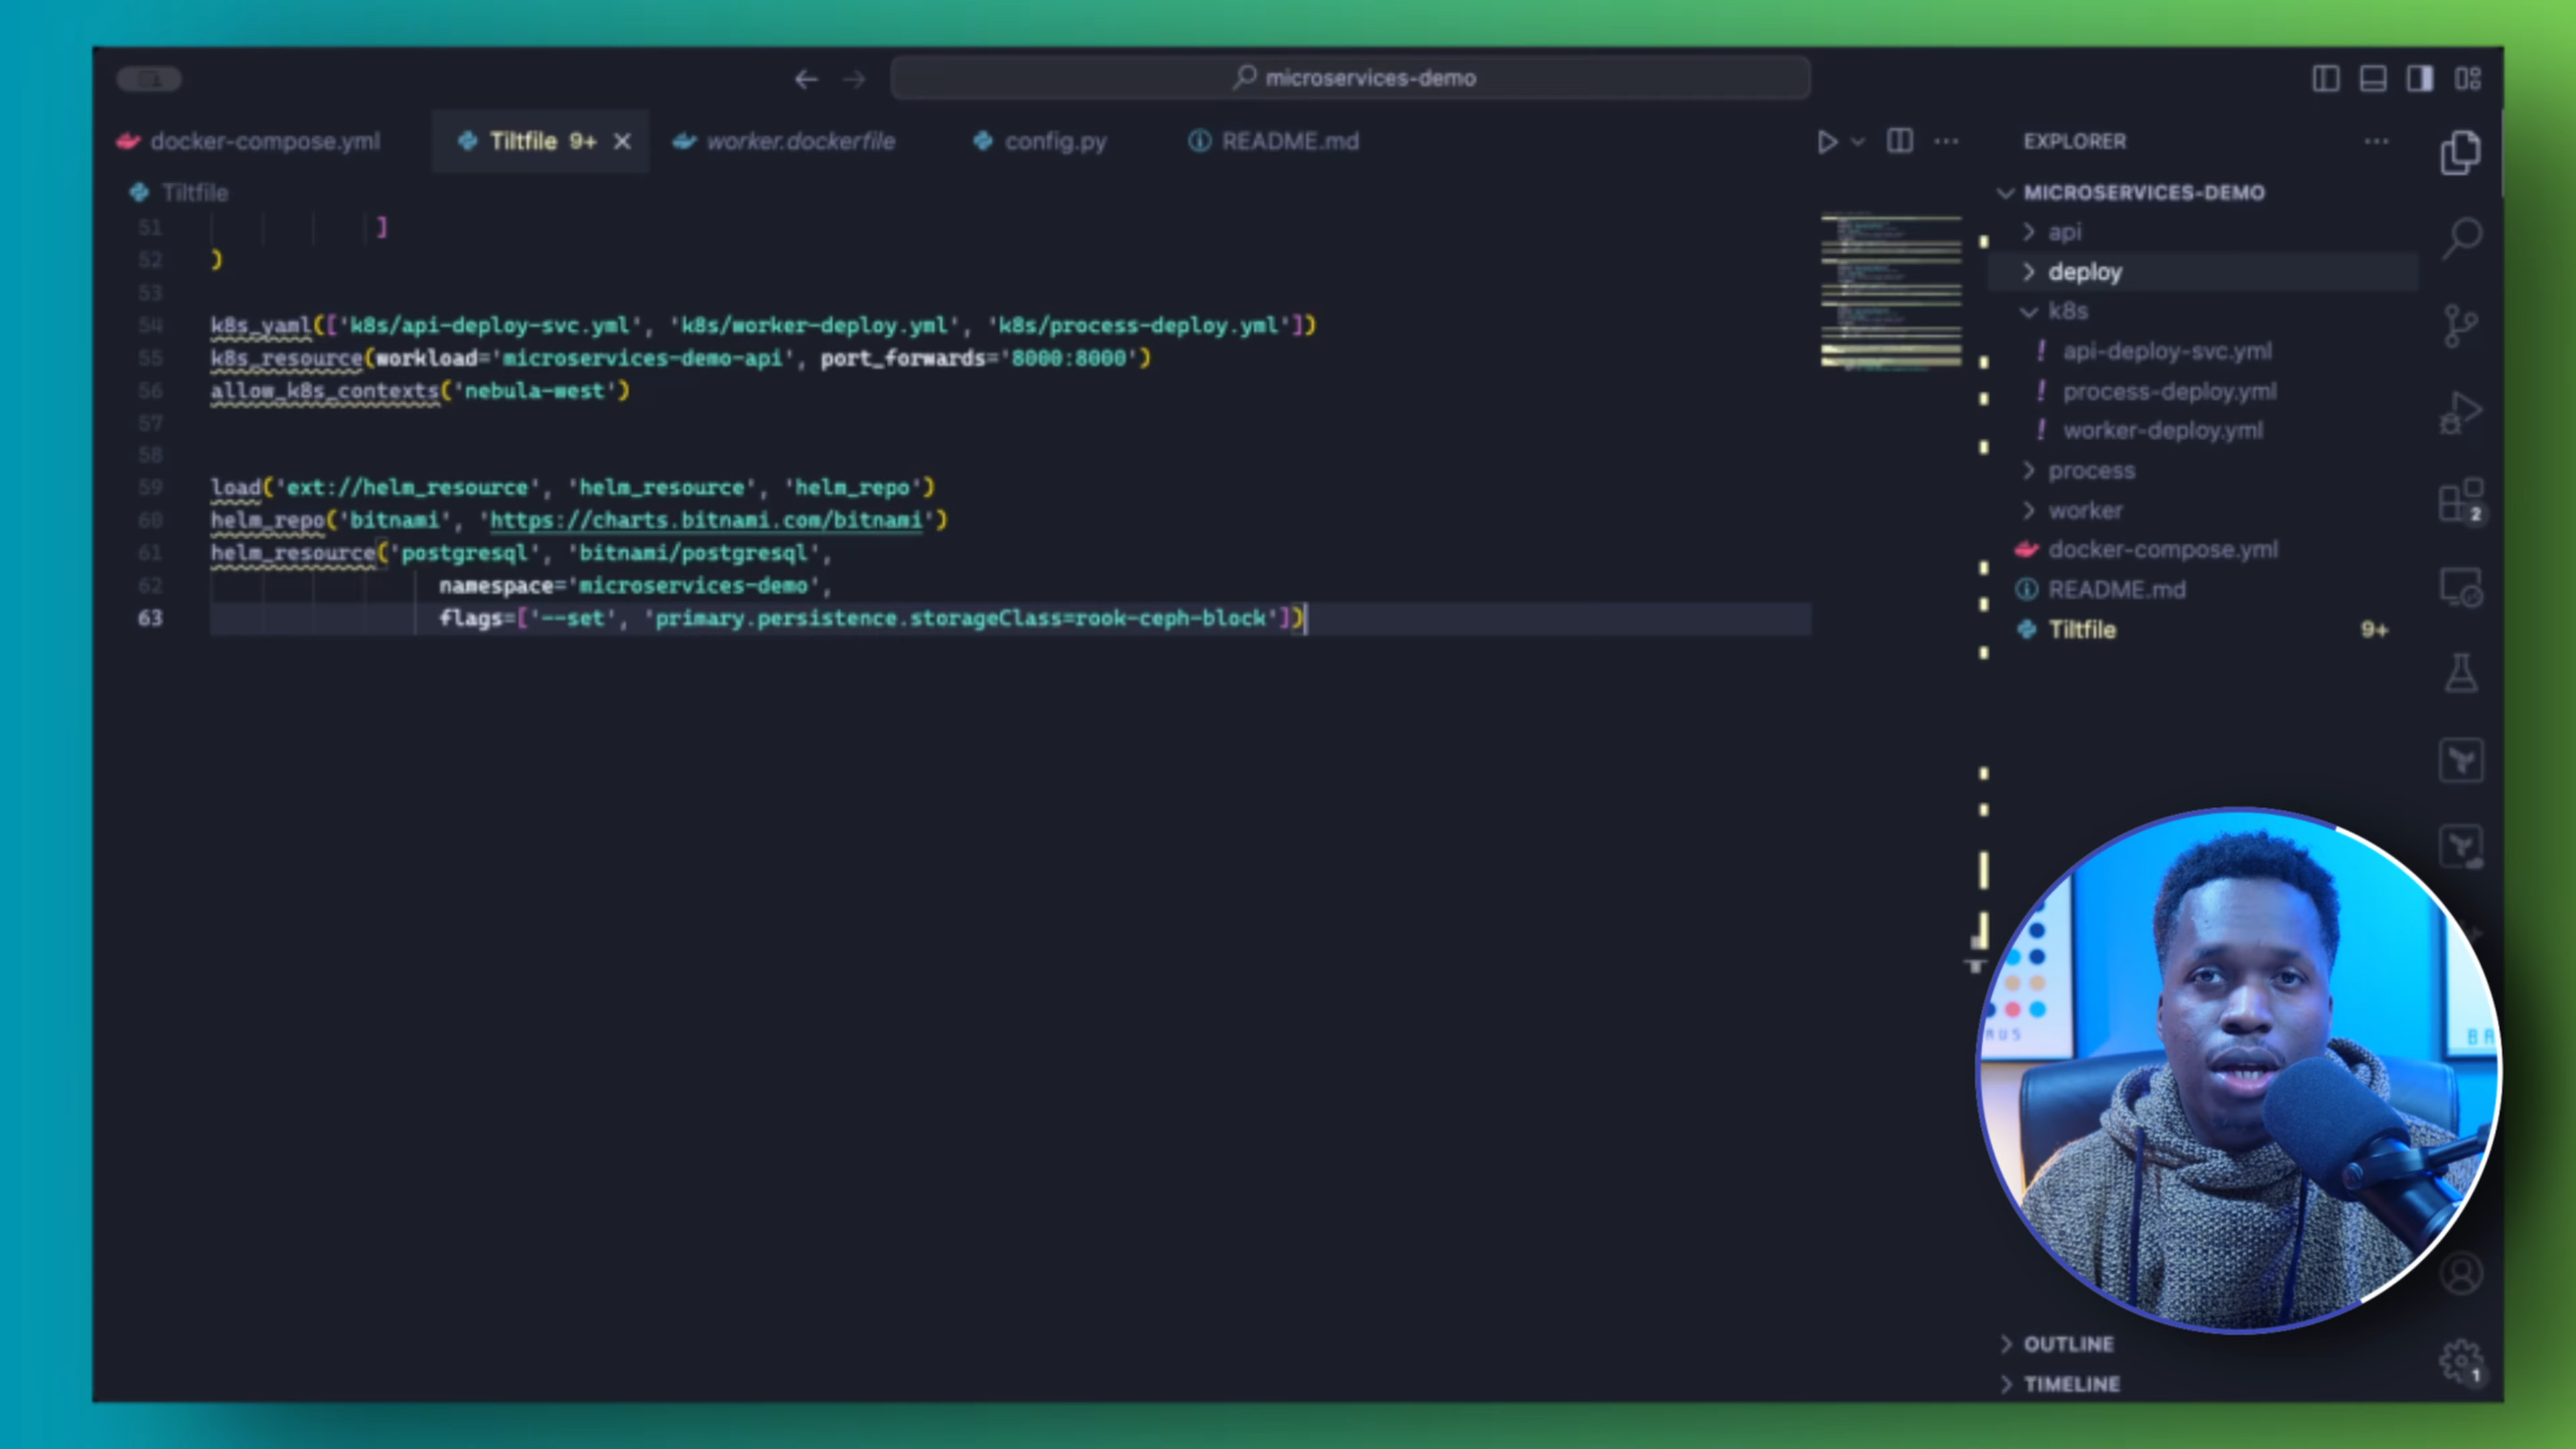 microservices-demo
docker-compose.yml
Tiltfile 9+
worker.dockerfile
config.py
README.md
Tiltfile
51 ]
52 )
53
54 k8s_yaml(['k8s/api-deploy-svc.yml', 'k8s/worker-deploy.yml', 'k8s/process-deploy.yml'])
55 k8s_resource(workload='microservices-demo-api', port_forwards='8000:8000')
56 allow_k8s_contexts('nebula-west')
57
58
59 load('ext://helm_resource', 'helm_resource', 'helm_repo')
60 helm_repo('bitnami', 'https://charts.bitnami.com/bitnami')
61 helm_resource('postgresql', 'bitnami/postgresql',
62 namespace='microservices-demo',
63 flags=['--set', 'primary.persistence.storageClass=rook-ceph-block'])
EXPLORER
MICROSERVICES-DEMO
api
deploy
k8s
! api-deploy-svc.yml
! process-deploy.yml
! worker-deploy.yml
process
worker
docker-compose.yml
README.md
Tiltfile 9+
OUTLINE
TIMELINE
2
1
AUS
BA